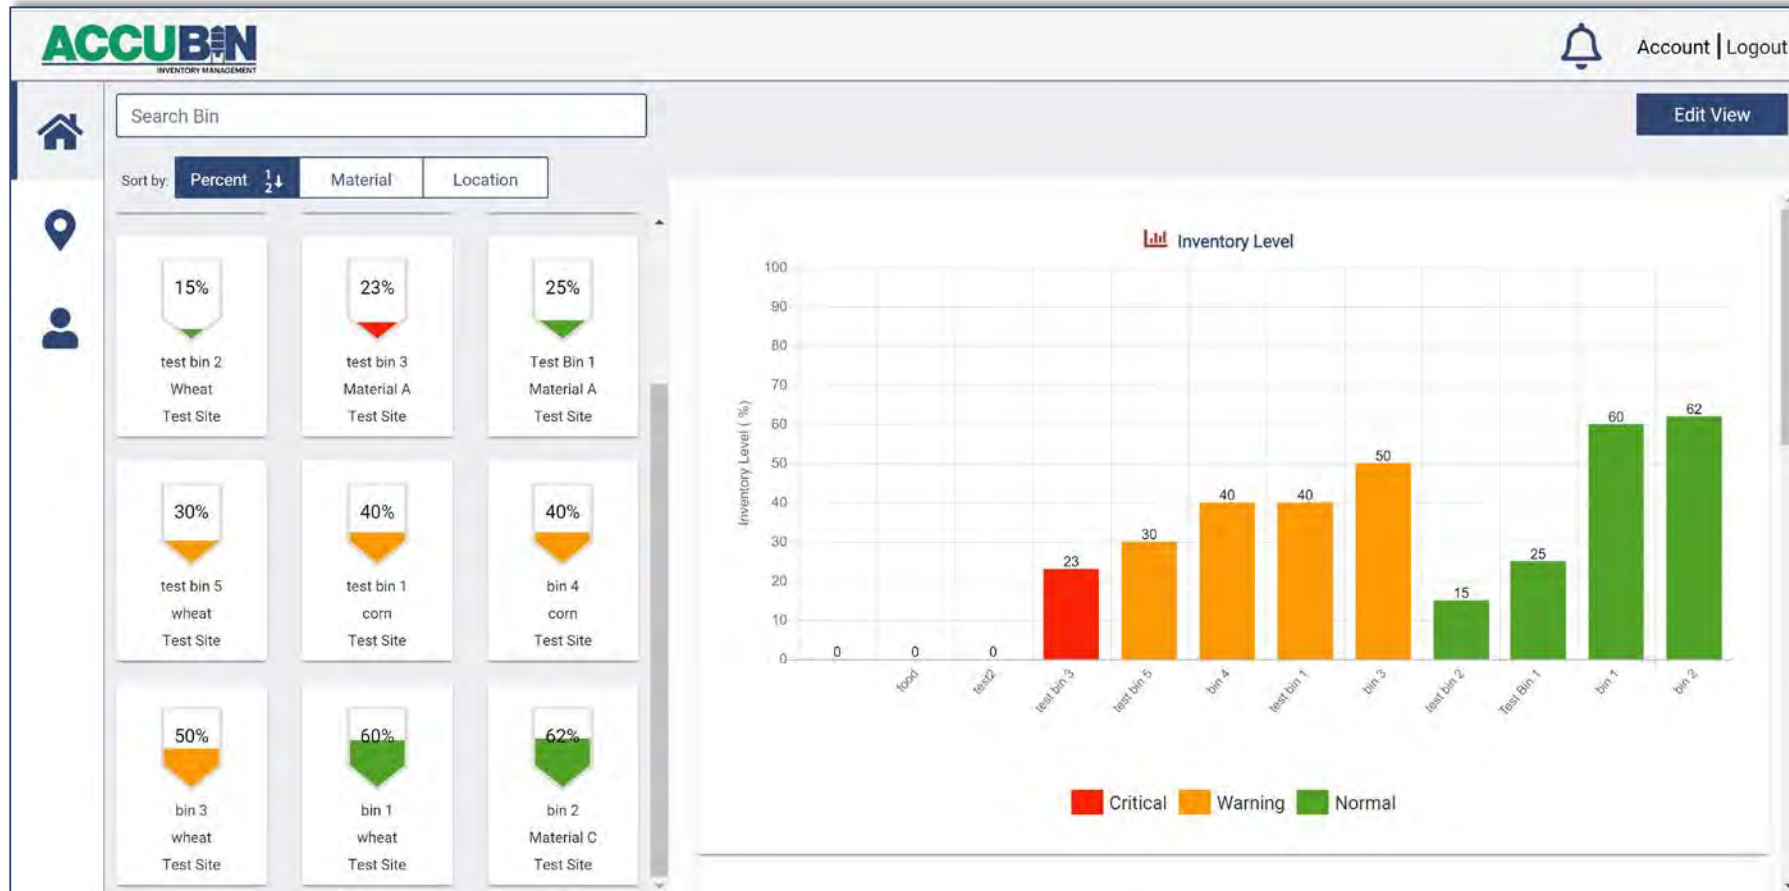 ACCUBIN
INVENTORY MANAGEMENT
Account | Logout
Search Bin
Edit View
Sort by: Percent 1 2 Material Location
15%
test bin 2
Wheat
Test Site
23%
test bin 3
Material A
Test Site
25%
Test Bin 1
Material A
Test Site
30%
test bin 5
wheat
Test Site
40%
test bin 1
corn
Test Site
40%
bin 4
corn
Test Site
50%
bin 3
wheat
Test Site
60%
bin 1
wheat
Test Site
62%
bin 2
Material C
Test Site
Inventory Level
Inventory Level ( %)
100
90
80
70
60
50
40
30
20
10
0
0
0
0
23
30
40
40
50
15
25
60
62
food
test2
test bin 3
test bin 5
bin 4
test bin 1
bin 3
test bin 2
Test Bin 1
bin 1
bin 2
Critical Warning Normal